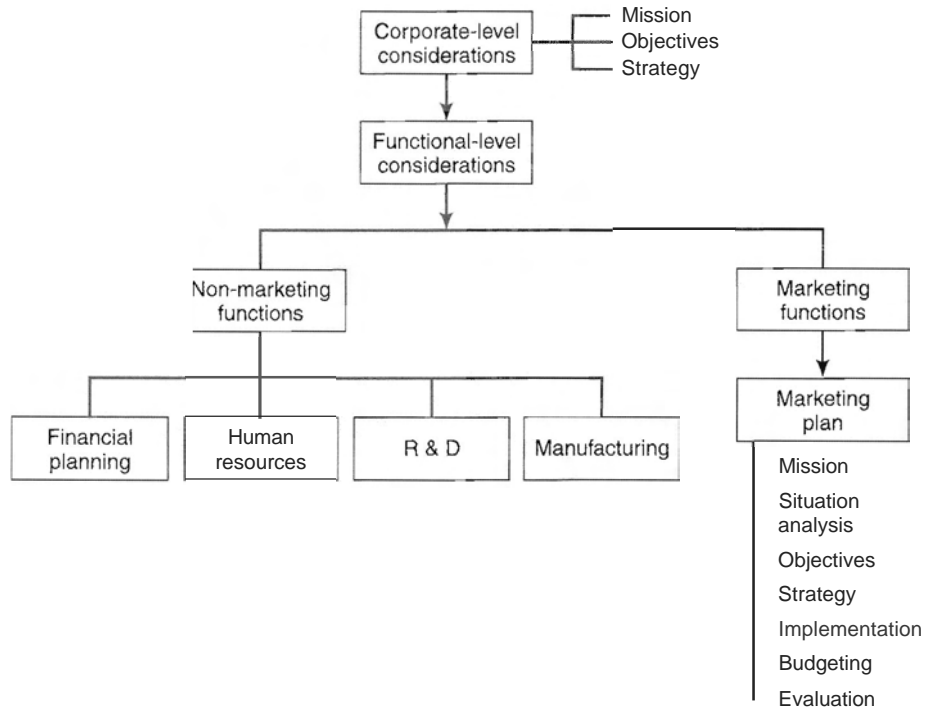 Corporate-level
considerations
Mission
Objectives
Strategy
Functional-level
considerations
Non-marketing
functions
Marketing
functions
Financial
planning
Human
resources
R & D
Manufacturing
Marketing
plan
Mission
Situation
analysis
Objectives
Strategy
Implementation
Budgeting
Evaluation